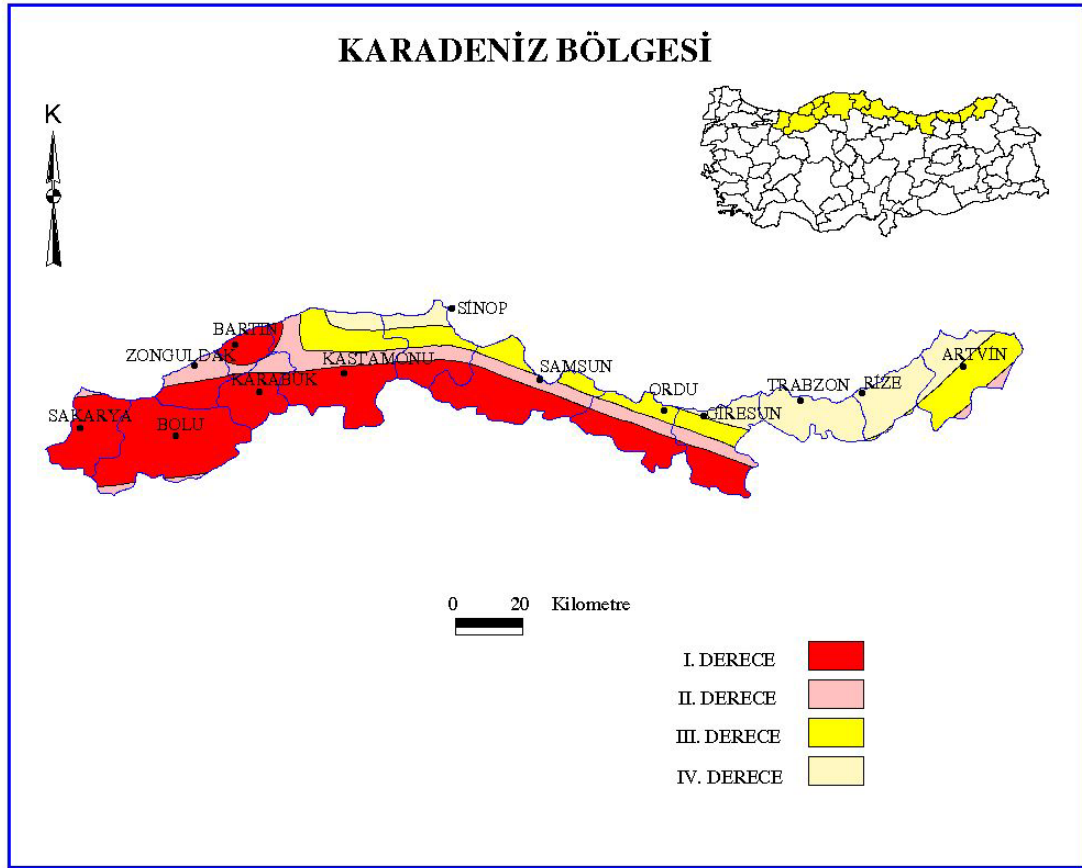 KARADENİZ BÖLGESİ
K
SİNOP
BARTIN
ZONGULDAK
KASTAMONU
ARTVİN
SAMSUN
KARABÜK
TRABZON
RİZE
ORDU
SAKARYA
BOLU
GİRESUN
0 20 Kilometre
I. DERECE
II. DERECE
III. DERECE
IV. DERECE